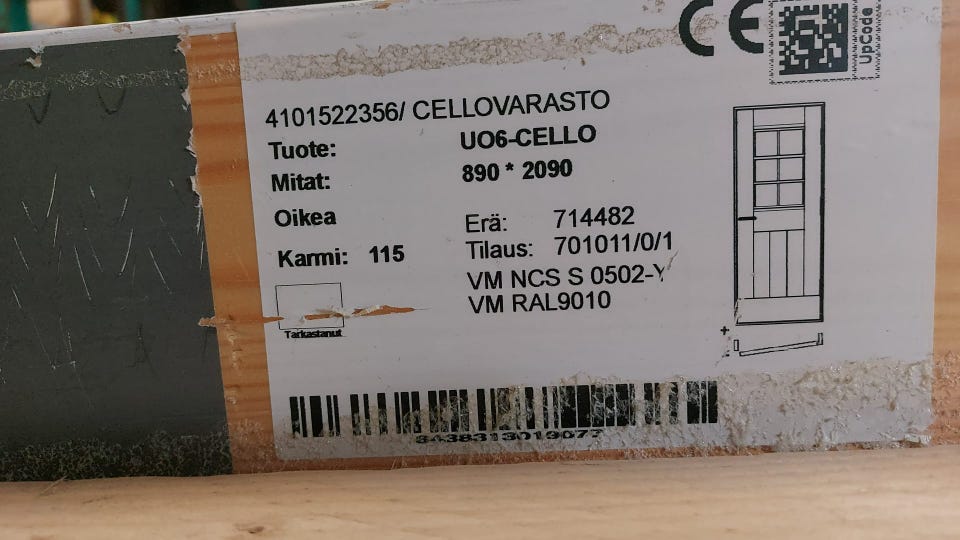 CE
UpCode
4101522356/ CELLOVARASTO
Tuote: UO6-CELLO
Mitat: 890 * 2090
Oikea
Erä: 714482
Karmi: 115
Tilaus: 701011/0/1
VM NCS S 0502-Y
VM RAL9010
Tarkastanut
+
-
8438313019077